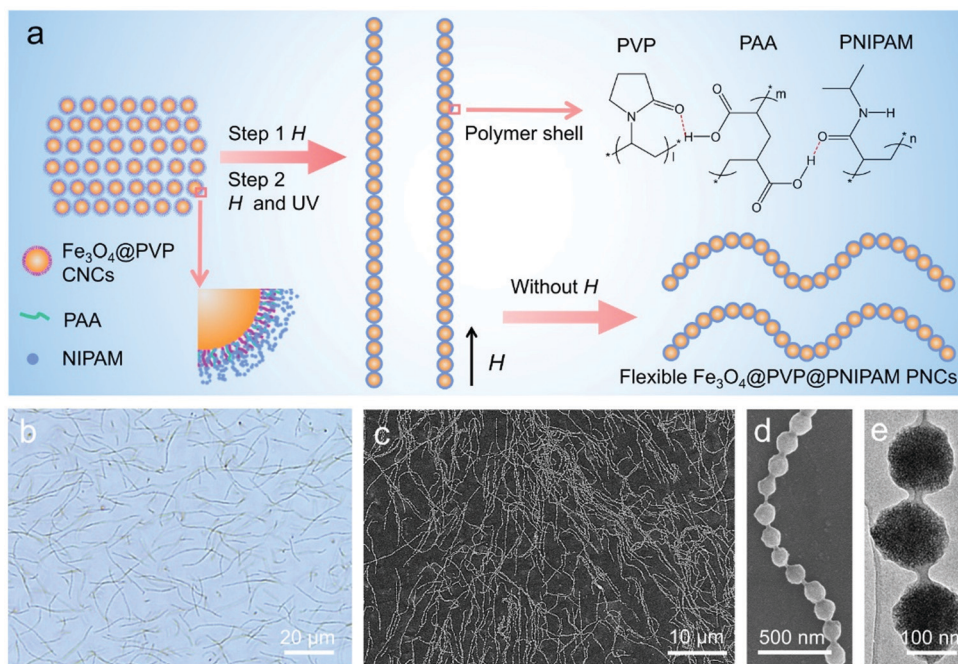 a
Step 1 H
Step 2
H and UV
Fe₃O₄@PVP
CNCs
PAA
NIPAM
H
Polymer shell
PVP PAA PNIPAM
N
O
*
*
l
H
O
O
*
m
*
*
O
O
H
N
H
O
*
n
*
Without H
Flexible Fe₃O₄@PVP@PNIPAM PNCs
b
20 μm
c
10 μm
d
500 nm
e
100 nm